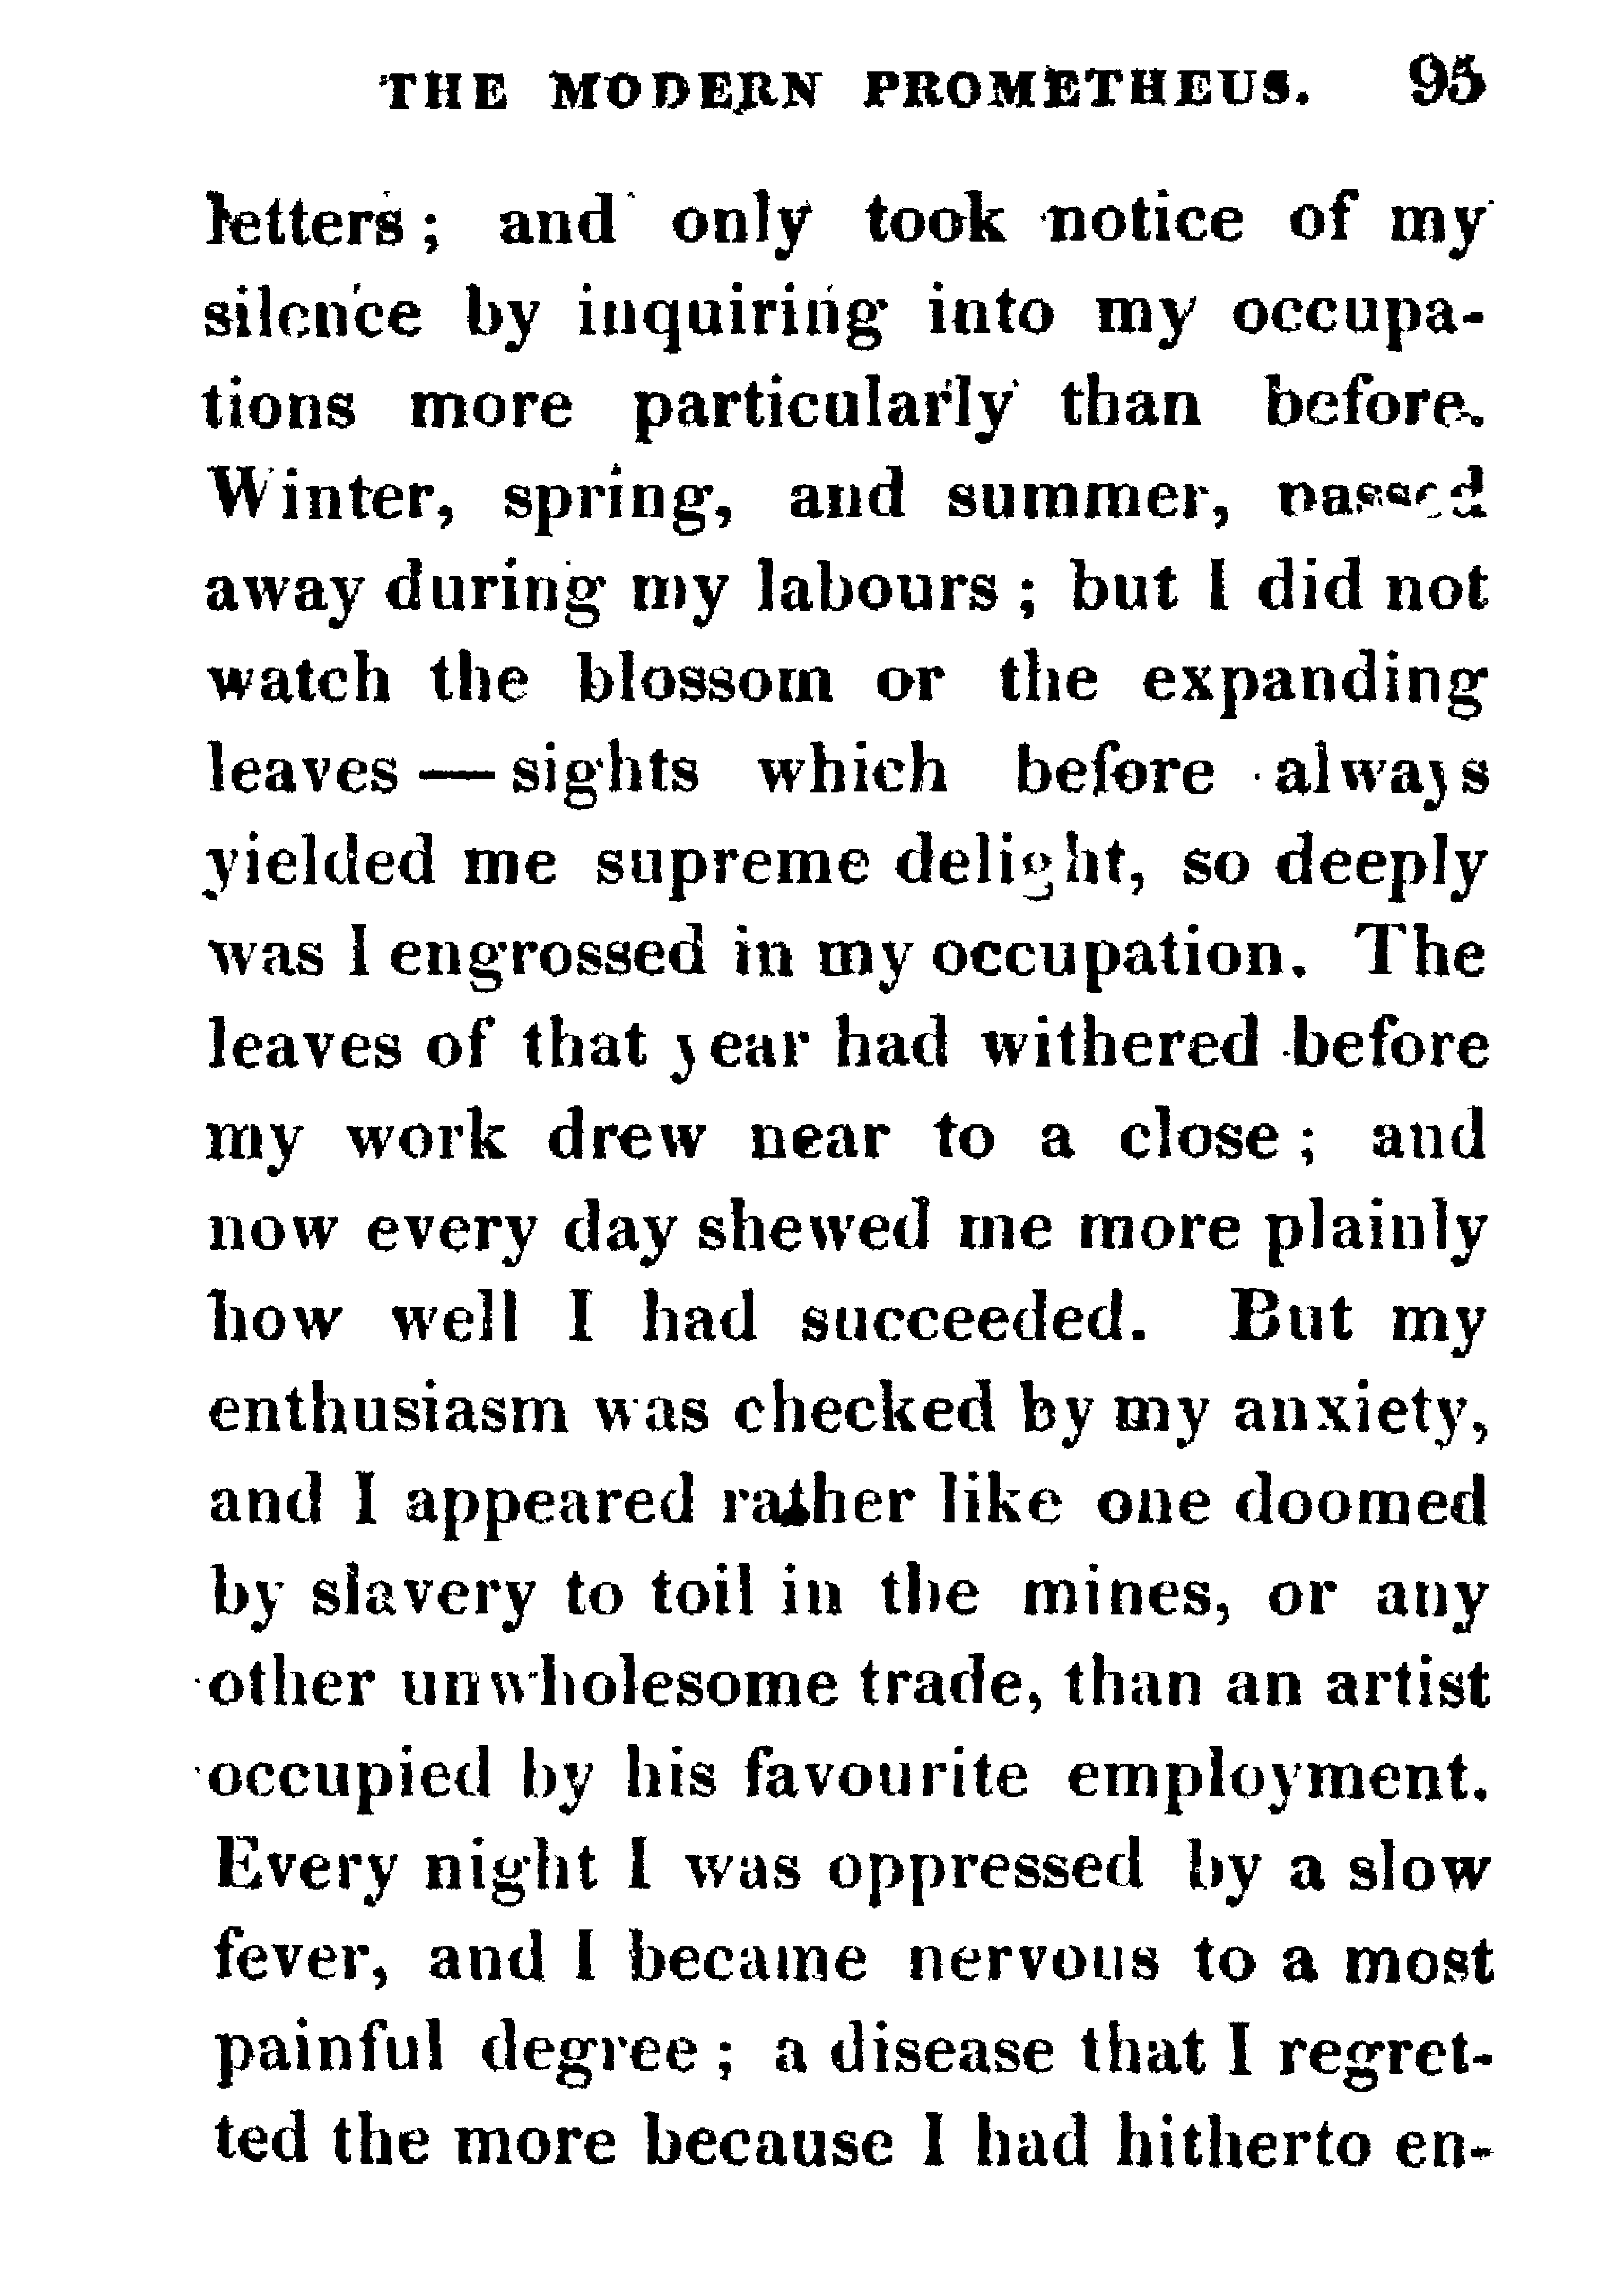 THE MODERN PROMETHEUS. 95
letters; and only took notice of my
silence by inquiring into my occupa-
tions more particularly than before.
Winter, spring, and summer, passed
away during my labours; but I did not
watch the blossom or the expanding
leaves—sights which before always
yielded me supreme delight, so deeply
was I engrossed in my occupation. The
leaves of that year had withered before
my work drew near to a close; and
now every day shewed me more plainly
how well I had succeeded. But my
enthusiasm was checked by my anxiety,
and I appeared rather like one doomed
by slavery to toil in the mines, or any
other unwholesome trade, than an artist
occupied by his favourite employment.
Every night I was oppressed by a slow
fever, and I became nervous to a most
painful degree; a disease that I regret-
ted the more because I had hitherto en-